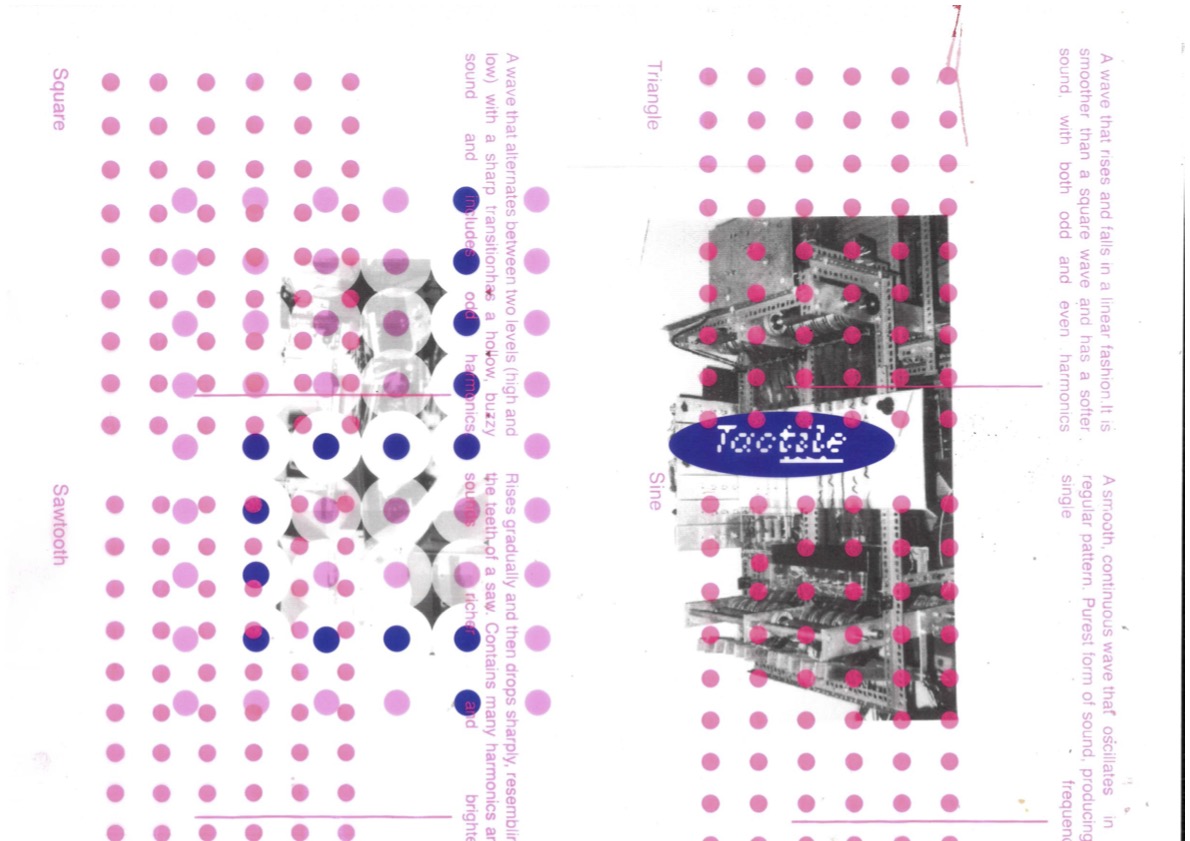 A wave that rises and falls in a linear fashion.It is
smoother than a square wave and has a softer
sound, with both odd and even harmonics
A smooth, continuous wave that oscillates in
regular pattern. Purest form of sound, producing
single frequenc
Tactile
Triangle
Sine
A wave that alternates between two levels (high and
low) with a sharp transitionhas a hollow, buzzy
sound and includes odd harmonics.
Rises gradually and then drops sharply, resemblin
the teeth of a saw. Contains many harmonics an
sounds richer and brighte
Square
Sawtooth